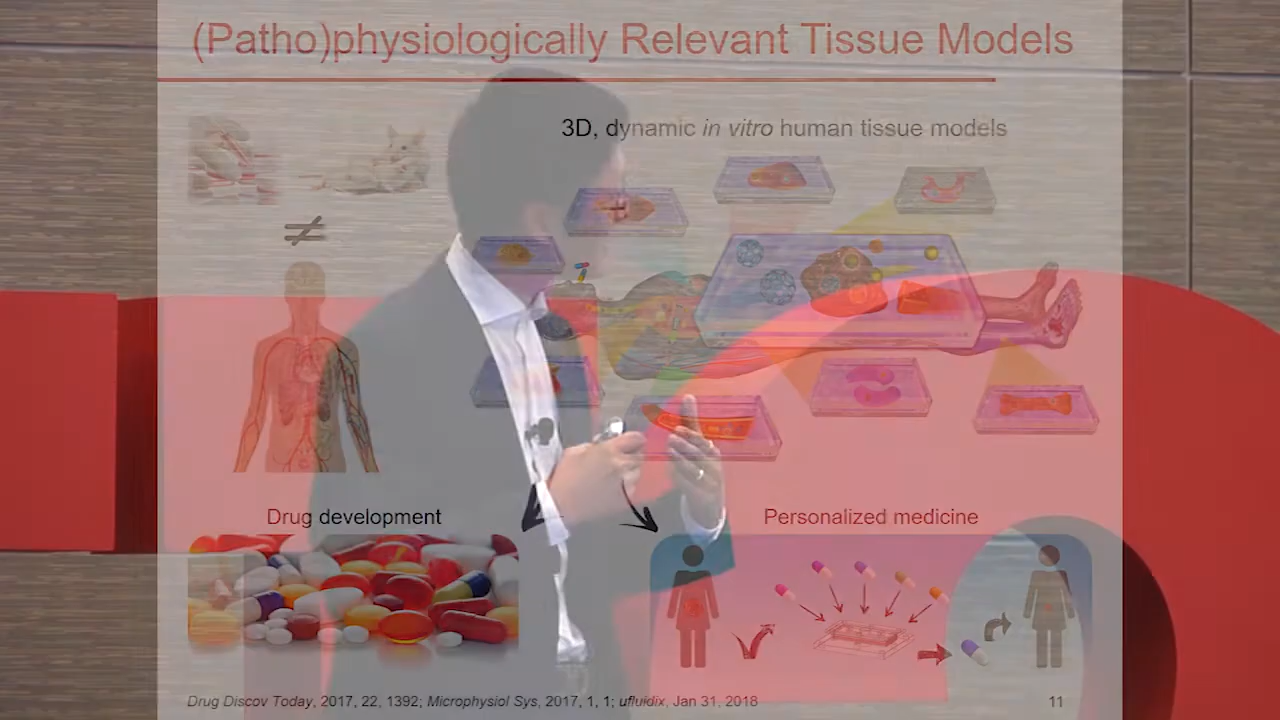 (Patho)physiologically Relevant Tissue Models
3D, dynamic in vitro human tissue models
≠
Drug development
Personalized medicine
Drug Discov Today, 2017, 22, 1392; Microphysiol Sys, 2017, 1, 1; ufluidix, Jan 31, 2018
11